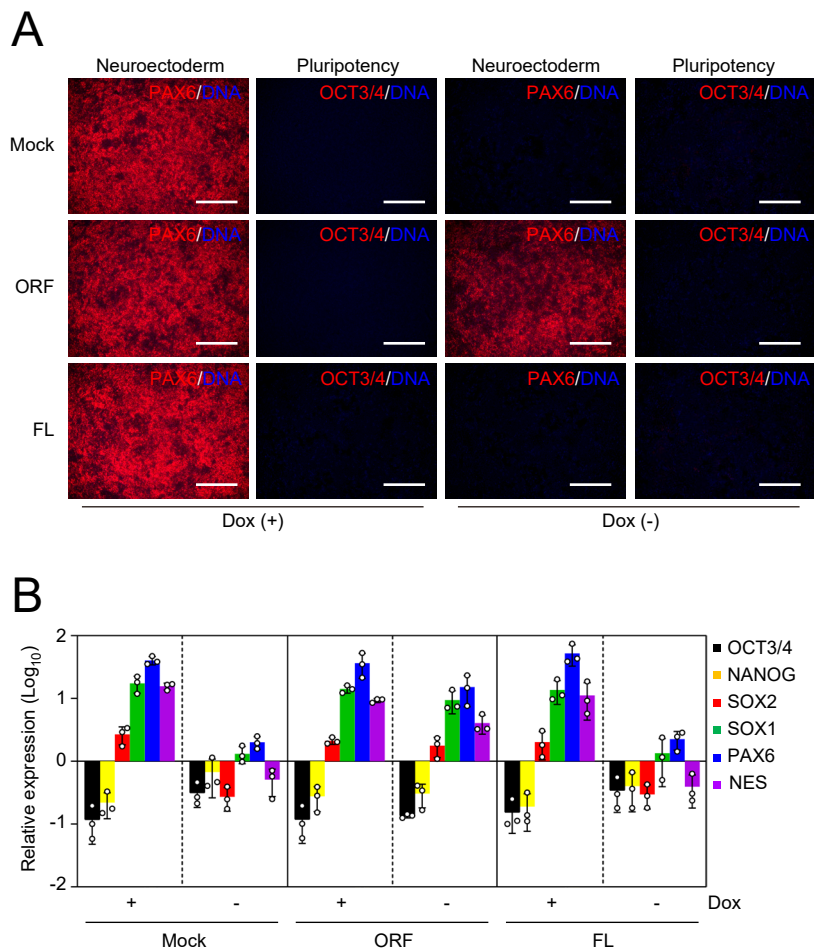 A
Neuroectoderm Pluripotency Neuroectoderm Pluripotency
Mock PAX6/DNA OCT3/4/DNA PAX6/DNA OCT3/4/DNA
ORF PAX6/DNA OCT3/4/DNA PAX6/DNA OCT3/4/DNA
FL PAX6/DNA OCT3/4/DNA PAX6/DNA OCT3/4/DNA
Dox (+) Dox (-)
B
Relative expression (Log10)
2
1
0
-1
-2
OCT3/4
NANOG
SOX2
SOX1
PAX6
NES
+ - + - + - Dox
Mock ORF FL